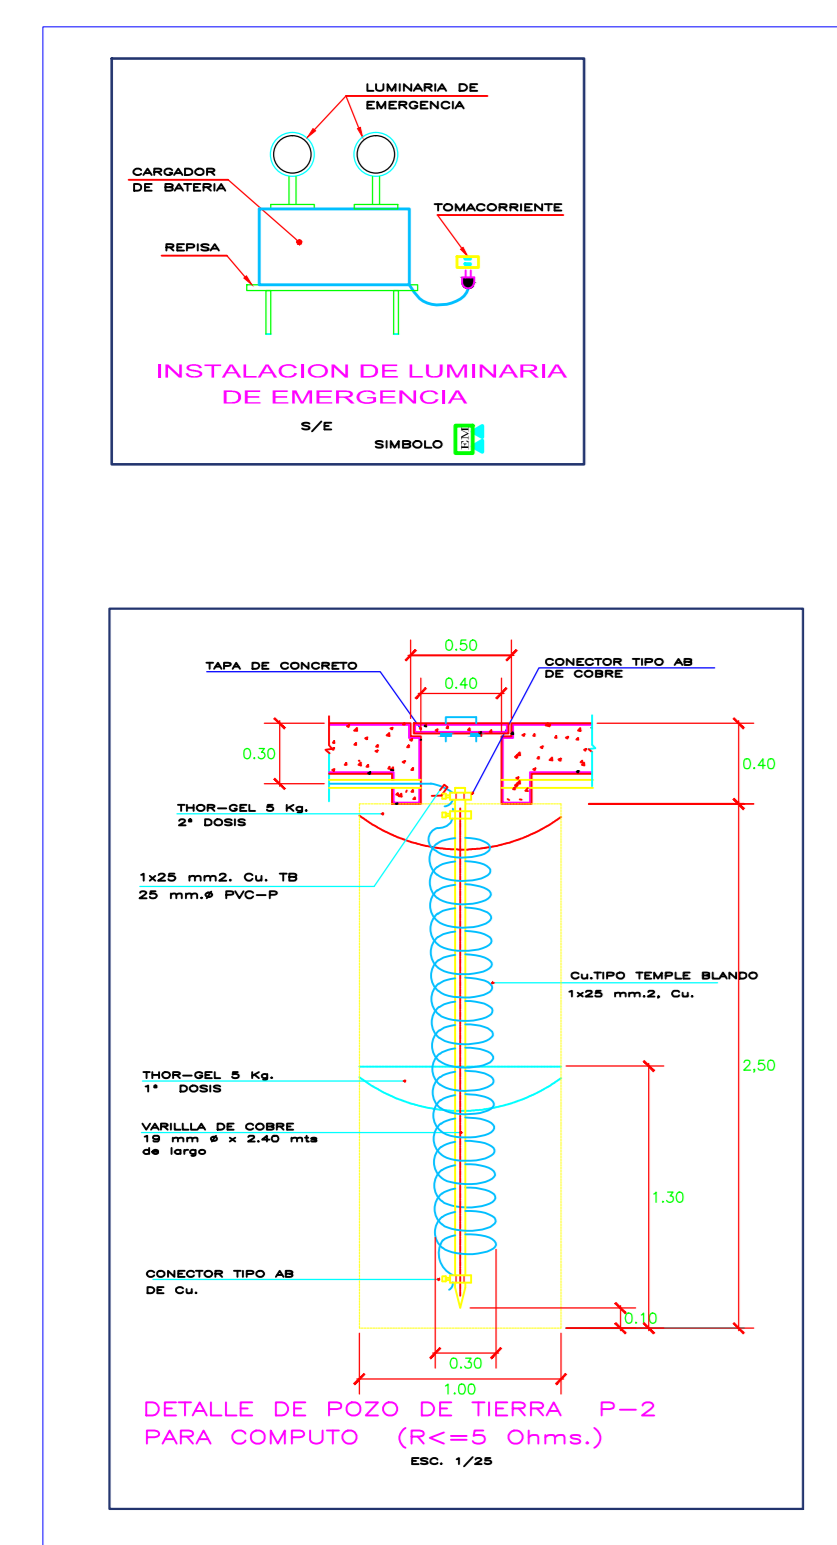 LUMINARIA DE
EMERGENCIA
CARGADOR
DE BATERIA
TOMACORRIENTE
REPISA
INSTALACION DE LUMINARIA
DE EMERGENCIA
S/E
SIMBOLO
EM
0.50
TAPA DE CONCRETO
CONECTOR TIPO AB
DE COBRE
0.40
0.30
0.40
THOR-GEL 5 Kg.
2ª DOSIS
1x25 mm2. Cu. TB
25 mm.ø PVC-P
Cu.TIPO TEMPLE BLANDO
1x25 mm.2, Cu.
2,50
THOR-GEL 5 Kg.
1ª DOSIS
VARILLLA DE COBRE
19 mm ø x 2.40 mts
de largo
1.30
CONECTOR TIPO AB
DE Cu.
0.10
0.30
1.00
DETALLE DE POZO DE TIERRA P-2
PARA COMPUTO (R<=5 Ohms.)
ESC. 1/25